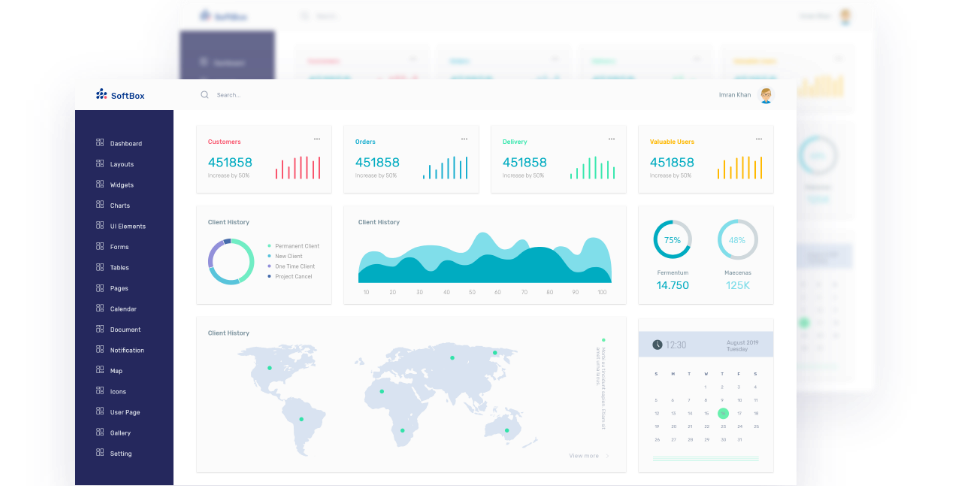 SoftBox
Search..
Imran Khan
Dashboard
Layouts
Widgets
Charts
UI Elements
Forms
Tables
Pages
Calendar
Document
Notification
Map
Icons
User Page
Gallery
Setting
Customers
451858
Increase by 50%
Orders
451858
Increase by 50%
Delivery
451858
Increase by 50%
Valuable Users
451858
Increase by 50%
Client History
Permanent Client
New Client
One Time Client
Project Cancel
Client History
10 20 30 40 50 60 70 80 90 100
75%
Fermentum
14.750
48%
Maecenas
125K
Client History
View more
12:30
August 2019
Tuesday
S M T W T F S
1 2 3 4
5 6 7 8 9 10 11
12 13 14 15 17 18
19 20 21 22 23 24 25
26 27 28 29 30 31